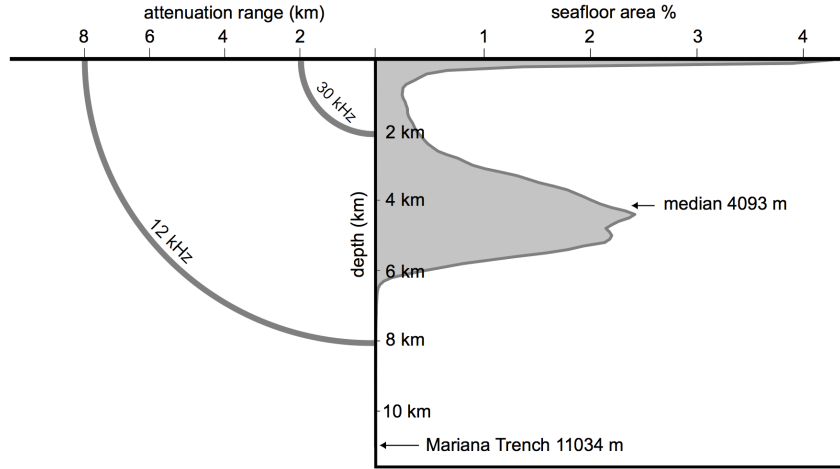 attenuation range (km)
seafloor area %
8 6 4 2 1 2 3 4
30 kHz
2 km
4 km
median 4093 m
depth (km)
12 kHz
6 km
8 km
10 km
Mariana Trench 11034 m